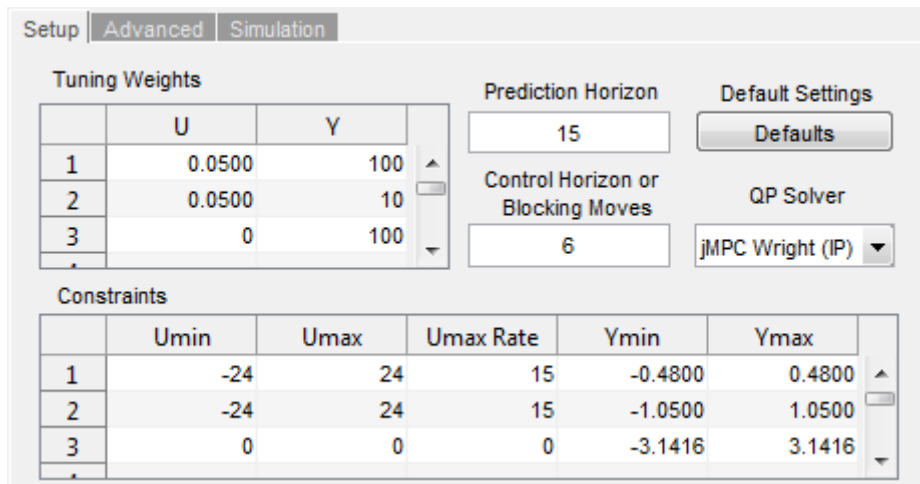 Setup Advanced Simulation
Tuning Weights
U Y
1 0.0500 100
2 0.0500 10
3 0 100
Prediction Horizon
15
Control Horizon or
Blocking Moves
6
Default Settings
Defaults
QP Solver
jMPC Wright (IP)
Constraints
Umin Umax Umax Rate Ymin Ymax
1 -24 24 15 -0.4800 0.4800
2 -24 24 15 -1.0500 1.0500
3 0 0 0 -3.1416 3.1416